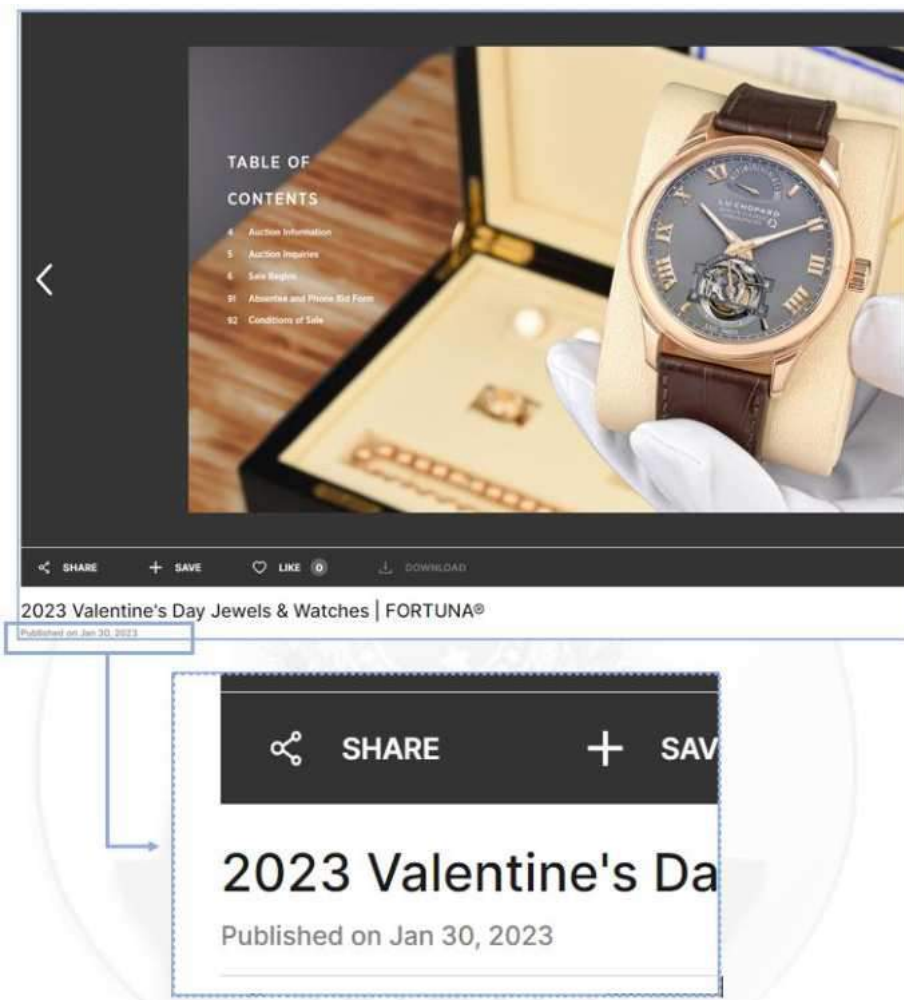 TABLE OF
CONTENTS
4 Auction Information
5 Auction Inquiries
6 Sale Begins
91 Absentee and Phone Bid Form
92 Conditions of Sale
L.U.CHOPARD
SHARE
SAVE
LIKE 0
DOWNLOAD
2023 Valentine's Day Jewels & Watches | FORTUNA®
Published on Jan 30, 2023
SHARE
SAV
2023 Valentine's Da
Published on Jan 30, 2023